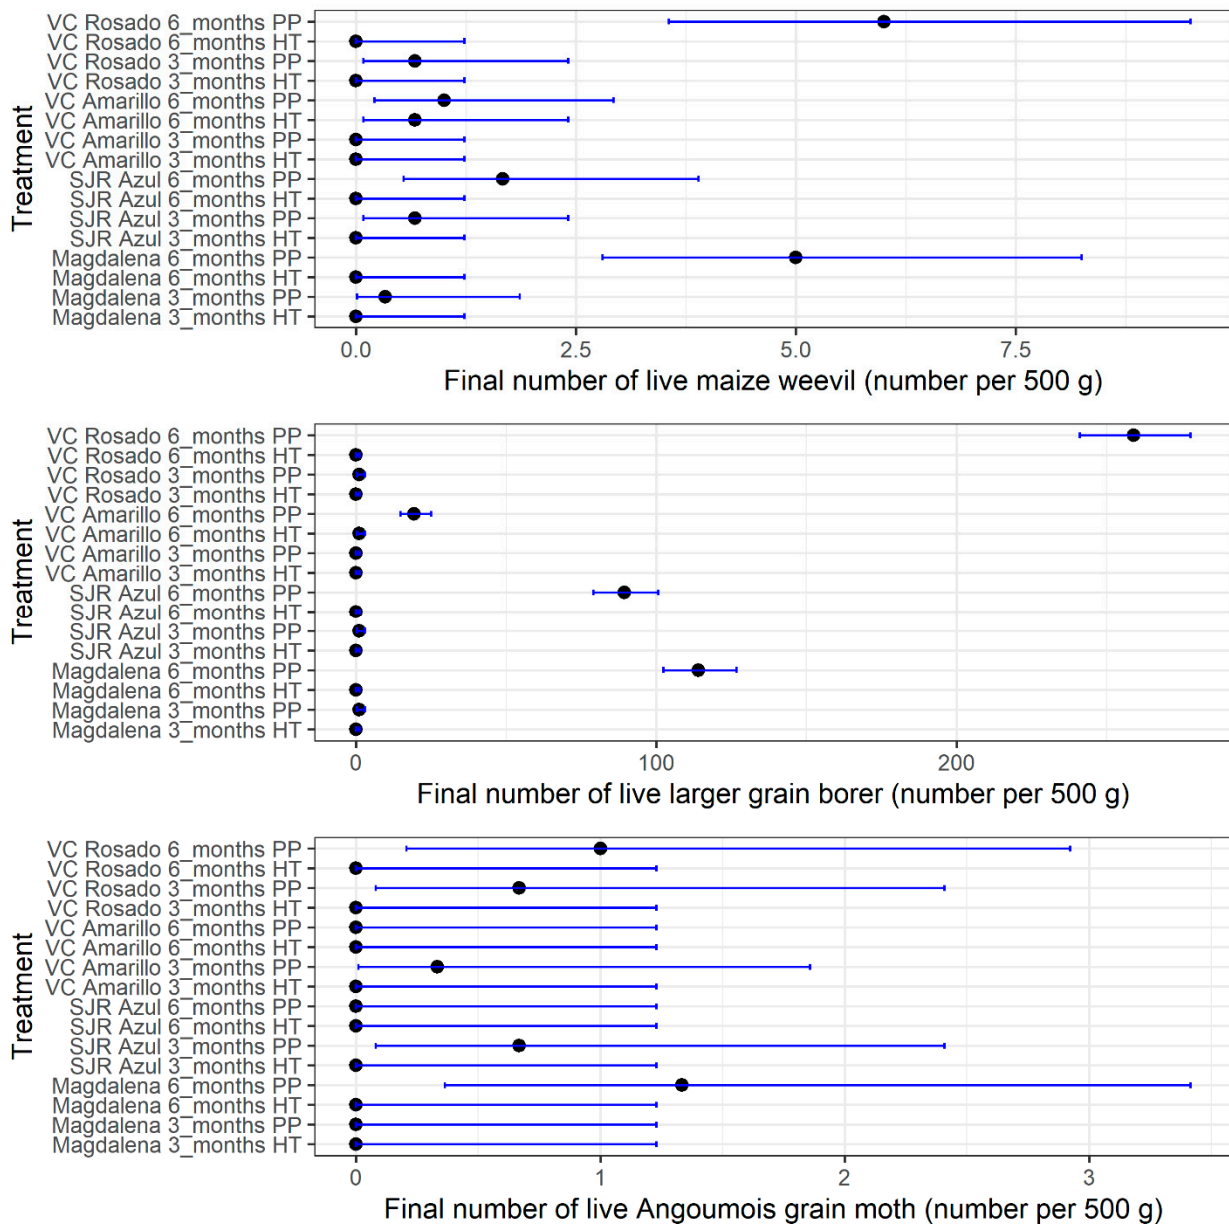 Treatment
VC Rosado 6_months PP
VC Rosado 6_months HT
VC Rosado 3_months PP
VC Rosado 3_months HT
VC Amarillo 6_months PP
VC Amarillo 6_months HT
VC Amarillo 3_months PP
VC Amarillo 3_months HT
SJR Azul 6_months PP
SJR Azul 6_months HT
SJR Azul 3_months PP
SJR Azul 3_months HT
Magdalena 6_months PP
Magdalena 6_months HT
Magdalena 3_months PP
Magdalena 3_months HT
0.0 2.5 5.0 7.5
Final number of live maize weevil (number per 500 g)
Treatment
VC Rosado 6_months PP
VC Rosado 6_months HT
VC Rosado 3_months PP
VC Rosado 3_months HT
VC Amarillo 6_months PP
VC Amarillo 6_months HT
VC Amarillo 3_months PP
VC Amarillo 3_months HT
SJR Azul 6_months PP
SJR Azul 6_months HT
SJR Azul 3_months PP
SJR Azul 3_months HT
Magdalena 6_months PP
Magdalena 6_months HT
Magdalena 3_months PP
Magdalena 3_months HT
0 100 200
Final number of live larger grain borer (number per 500 g)
Treatment
VC Rosado 6_months PP
VC Rosado 6_months HT
VC Rosado 3_months PP
VC Rosado 3_months HT
VC Amarillo 6_months PP
VC Amarillo 6_months HT
VC Amarillo 3_months PP
VC Amarillo 3_months HT
SJR Azul 6_months PP
SJR Azul 6_months HT
SJR Azul 3_months PP
SJR Azul 3_months HT
Magdalena 6_months PP
Magdalena 6_months HT
Magdalena 3_months PP
Magdalena 3_months HT
0 1 2 3
Final number of live Angoumois grain moth (number per 500 g)